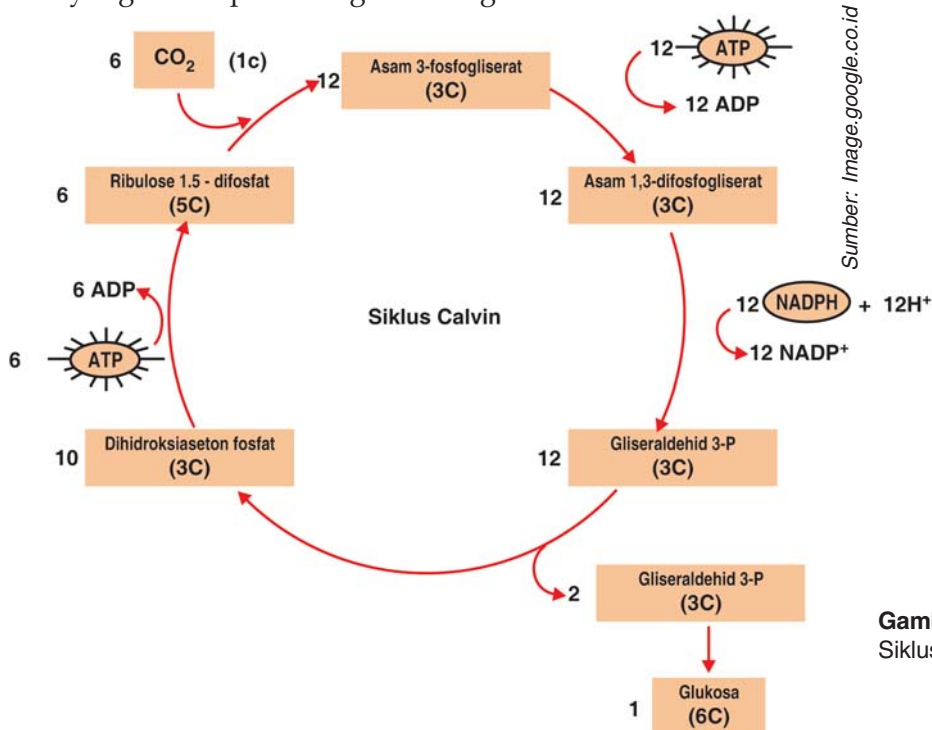 6 CO₂ (1c)
12 Asam 3-fosfogliserat
(3C)
12 ATP
12 ADP
Sumber: Image.google.co.id
6 Ribulose 1.5 - difosfat
(5C)
12 Asam 1,3-difosfogliserat
(3C)
6 ADP
6 ATP
Siklus Calvin
12 NADPH + 12H⁺
12 NADP⁺
10 Dihidroksiaseton fosfat
(3C)
12 Gliseraldehid 3-P
(3C)
2 Gliseraldehid 3-P
(3C)
Gam
Siklus
1 Glukosa
(6C)